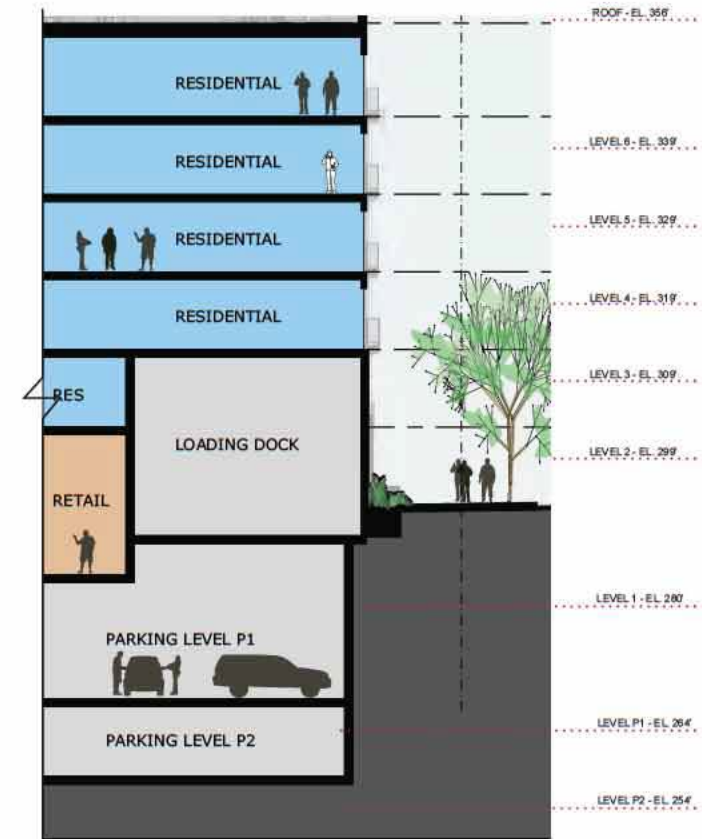 ROOF - EL. 356'
RESIDENTIAL
LEVEL 6 - EL. 339'
RESIDENTIAL
LEVEL 5 - EL. 329'
RESIDENTIAL
LEVEL 4 - EL. 319'
RESIDENTIAL
LEVEL 3 - EL. 309'
RES
LOADING DOCK
LEVEL 2 - EL. 299'
RETAIL
LEVEL 1 - EL. 280'
PARKING LEVEL P1
LEVEL P1 - EL. 264'
PARKING LEVEL P2
LEVEL P2 - EL. 254'